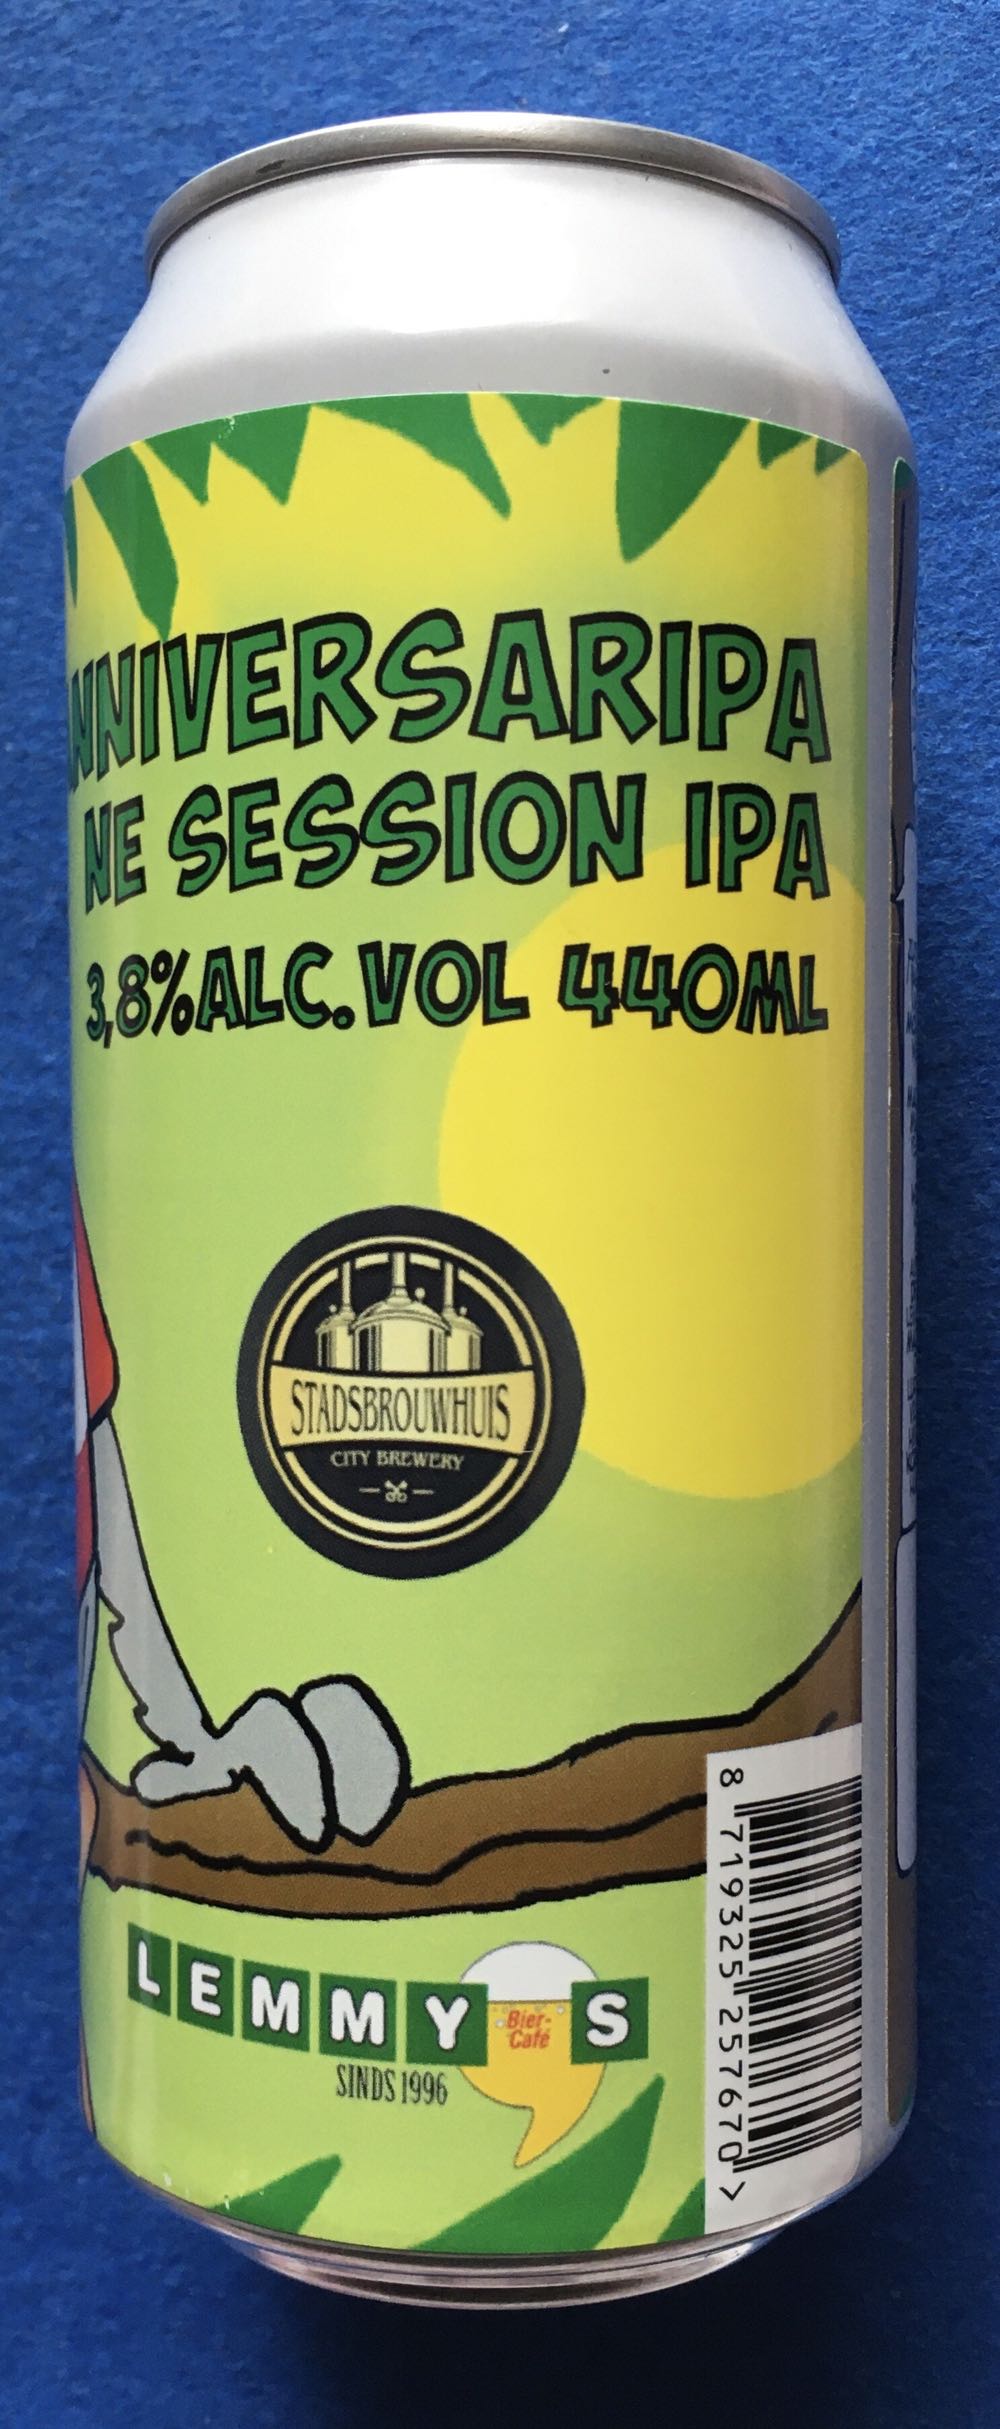 NNIVERSARIPA
NE SESSION IPA
3,8%ALC.VOL 440ML
STADSBROUWHUIS
CITY BREWERY
LEMMY'S
Bier-
Café
SINDS 1996
8 719325 257670 >